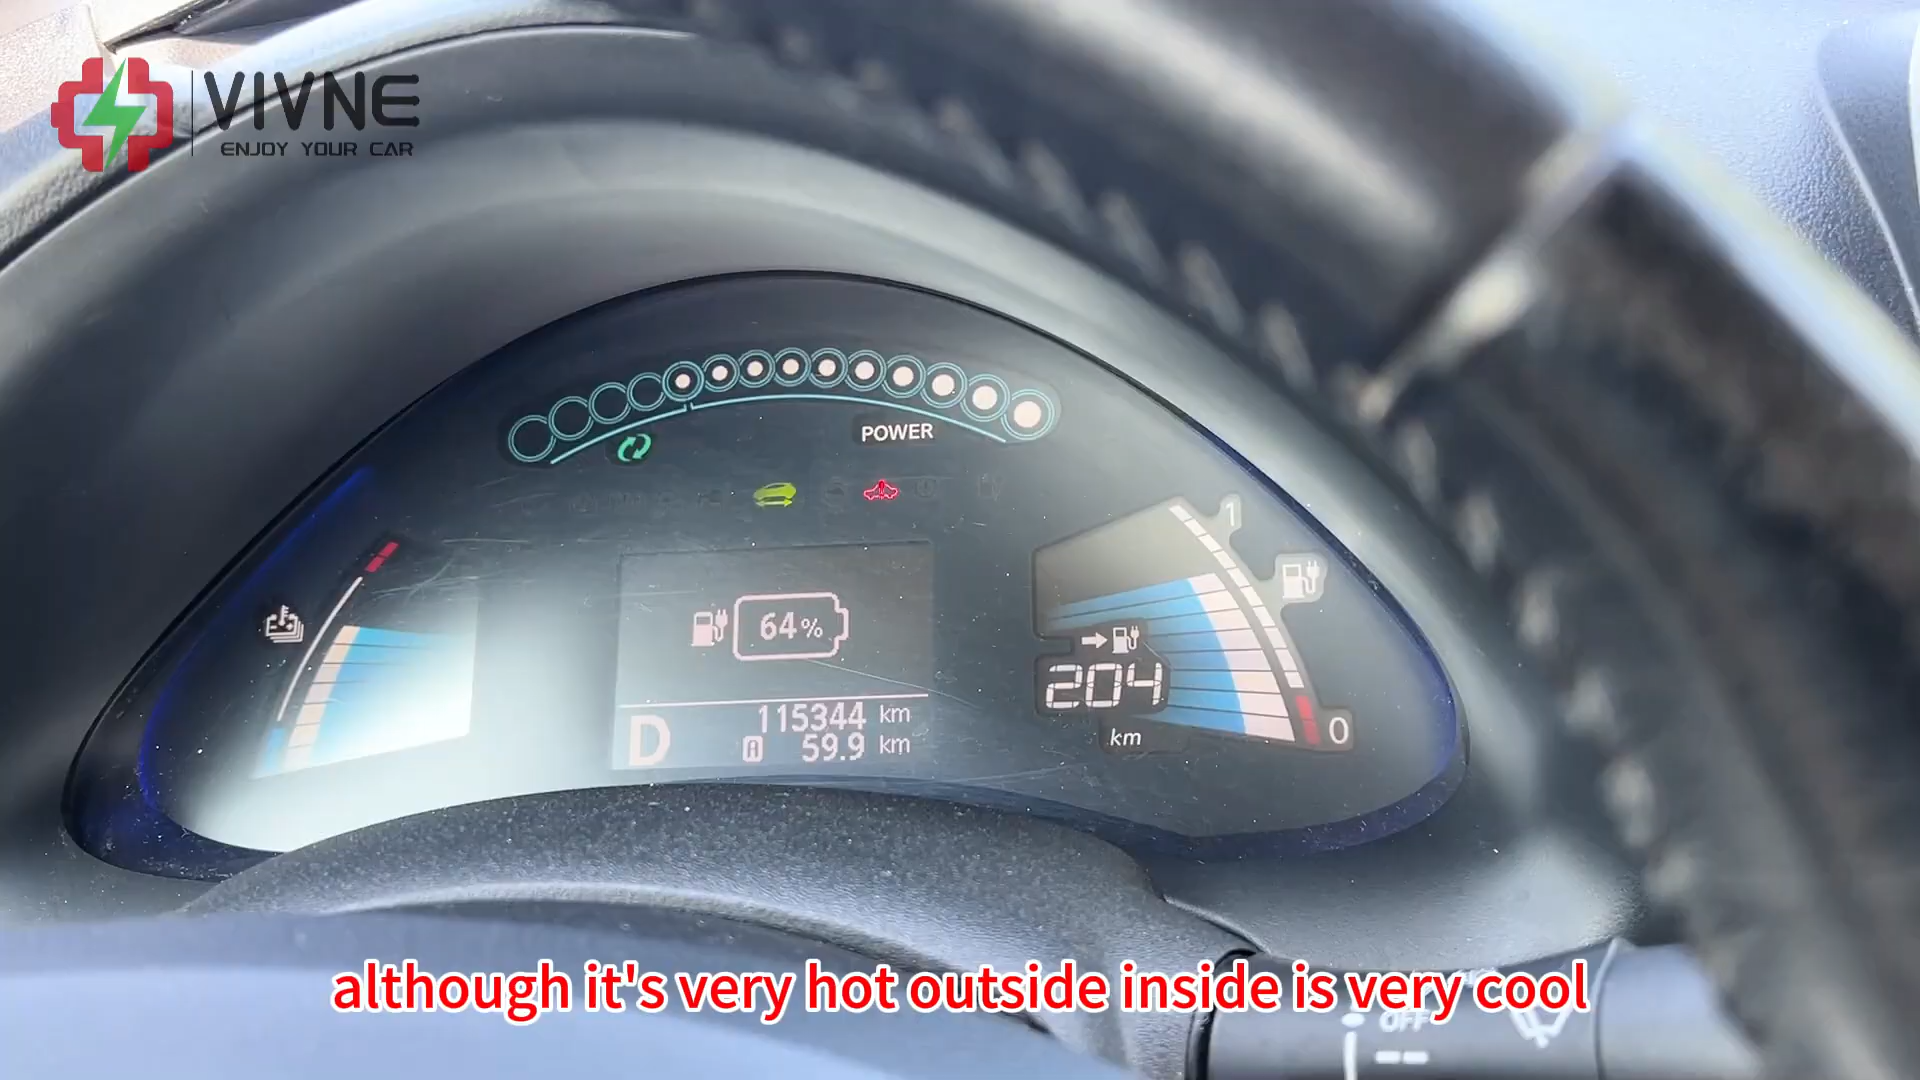 VIVNE
ENJOY YOUR CAR
POWER
1
64%
204
km
0
115344 km
D
A 59.9 km
although it's very hot outside inside is very cool
OFF
--